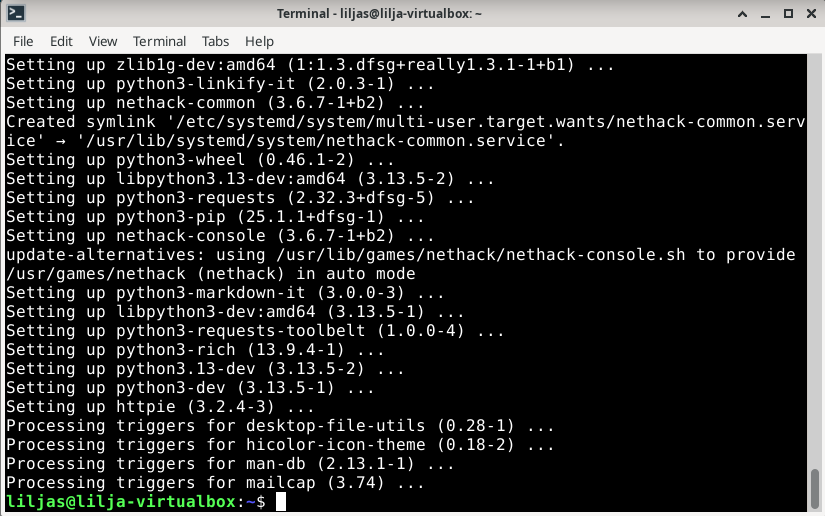 Terminal - liljas@lilja-virtualbox: ~
File Edit View Terminal Tabs Help
Setting up zlib1g-dev:amd64 (1:1.3.dfsg+really1.3.1-1+b1) ...
Setting up python3-linkify-it (2.0.3-1) ...
Setting up nethack-common (3.6.7-1+b2) ...
Created symlink '/etc/systemd/system/multi-user.target.wants/nethack-common.serv
ice' → '/usr/lib/systemd/system/nethack-common.service'.
Setting up python3-wheel (0.46.1-2) ...
Setting up libpython3.13-dev:amd64 (3.13.5-2) ...
Setting up python3-requests (2.32.3+dfsg-5) ...
Setting up python3-pip (25.1.1+dfsg-1) ...
Setting up nethack-console (3.6.7-1+b2) ...
update-alternatives: using /usr/lib/games/nethack/nethack-console.sh to provide
/usr/games/nethack (nethack) in auto mode
Setting up python3-markdown-it (3.0.0-3) ...
Setting up libpython3-dev:amd64 (3.13.5-1) ...
Setting up python3-requests-toolbelt (1.0.0-4) ...
Setting up python3-rich (13.9.4-1) ...
Setting up python3.13-dev (3.13.5-2) ...
Setting up python3-dev (3.13.5-1) ...
Setting up httpie (3.2.4-3) ...
Processing triggers for desktop-file-utils (0.28-1) ...
Processing triggers for hicolor-icon-theme (0.18-2) ...
Processing triggers for man-db (2.13.1-1) ...
Processing triggers for mailcap (3.74) ...
liljas@lilja-virtualbox:~$